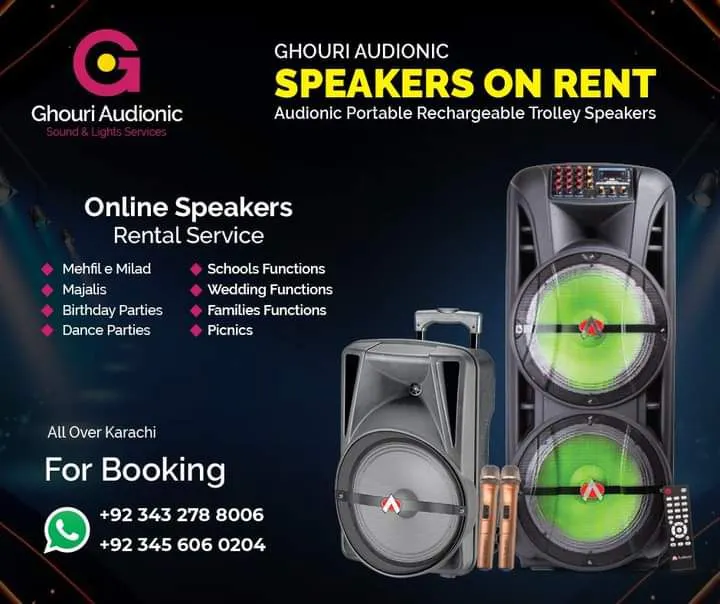 Ghouri Audionic
Sound & Lights Services
GHOURI AUDIONIC
SPEAKERS ON RENT
Audionic Portable Rechargeable Trolley Speakers
Online Speakers
Rental Service
Mehfil e Milad
Majalis
Birthday Parties
Dance Parties
Schools Functions
Wedding Functions
Families Functions
Picnics
All Over Karachi
For Booking
+92 343 278 8006
+92 345 606 0204